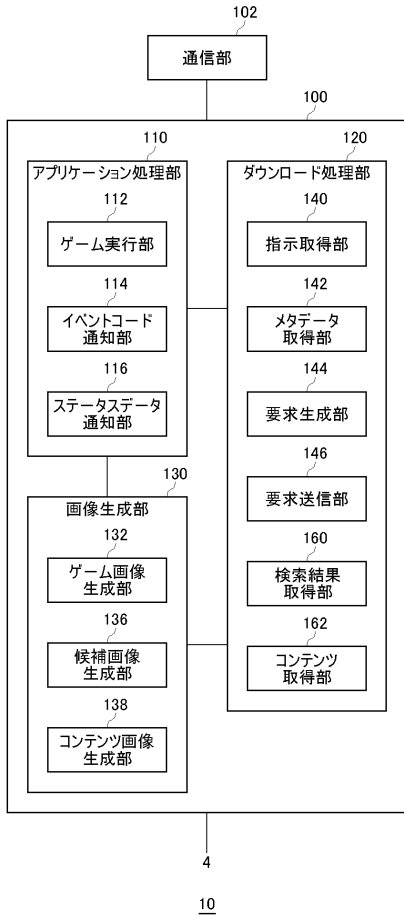 102
通信部
100
110
アプリケーション処理部
112
ゲーム実行部
114
イベントコード
通知部
116
ステータスデータ
通知部
120
ダウンロード処理部
140
指示取得部
142
メタデータ
取得部
144
要求生成部
146
要求送信部
160
検索結果
取得部
162
コンテンツ
取得部
130
画像生成部
132
ゲーム画像
生成部
136
候補画像
生成部
138
コンテンツ画像
生成部
4
10